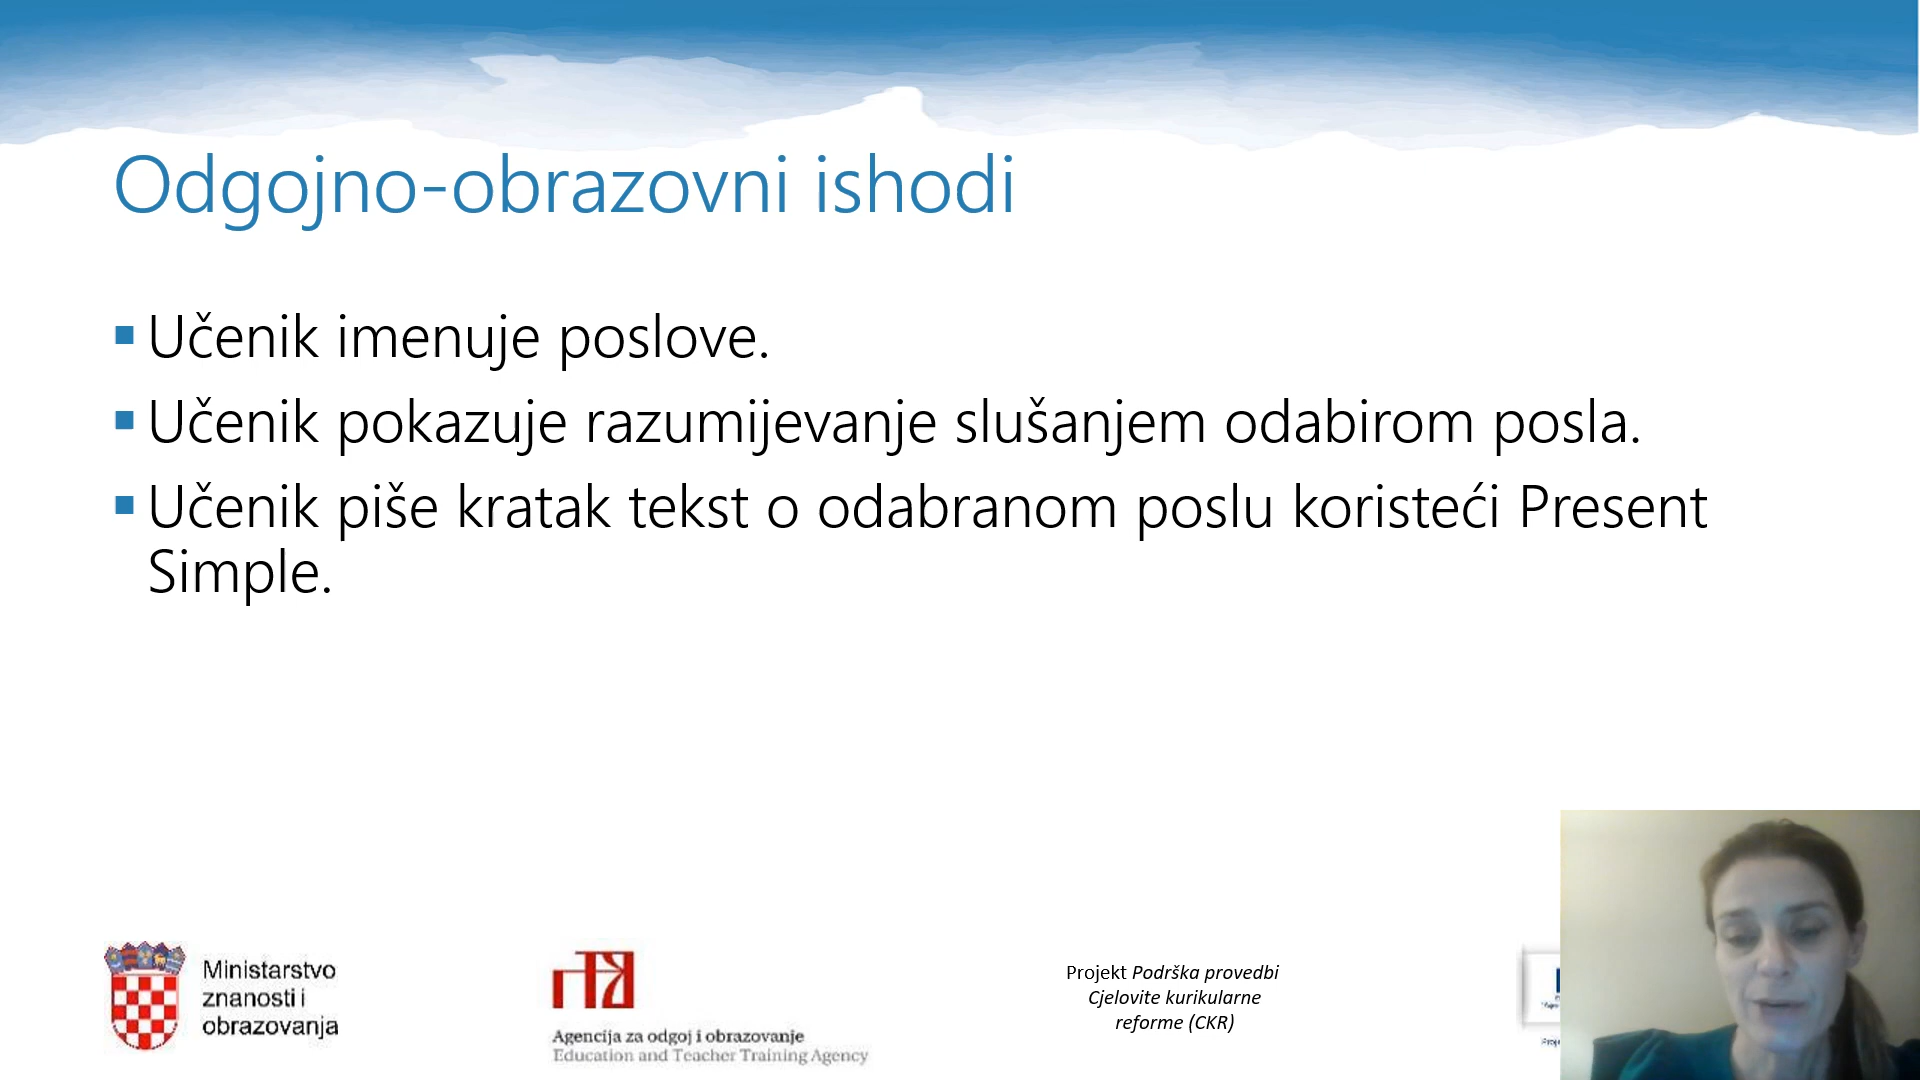 Odgojno-obrazovni ishodi
Učenik imenuje poslove.
Učenik pokazuje razumijevanje slušanjem odabirom posla.
Učenik piše kratak tekst o odabranom poslu koristeći Present
Simple.
Ministarstvo
znanosti i
obrazovanja
Agencija za odgoj i obrazovanje
Education and Teacher Training Agency
Projekt Podrška provedbi
Cjelovite kurikularne
reforme (CKR)